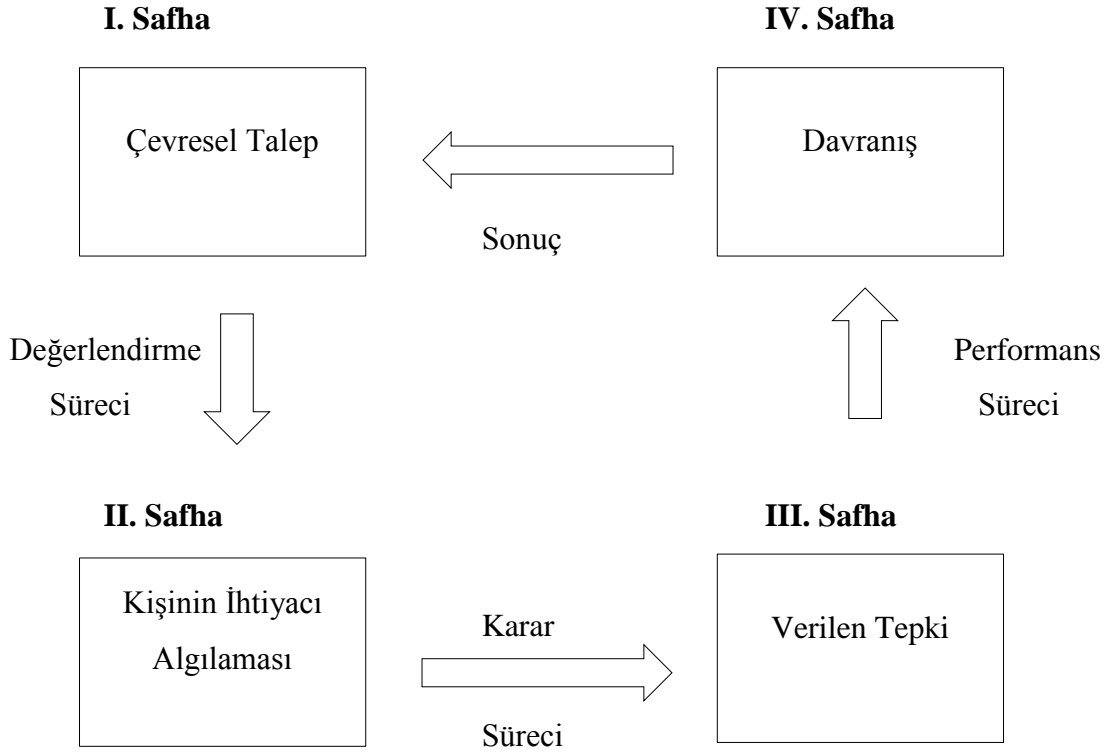 I. Safha
IV. Safha
Çevresel Talep
Davranış
Sonuç
Değerlendirme
Süreci
Performans
Süreci
II. Safha
III. Safha
Kişinin İhtiyacı
Algılaması
Karar
Süreci
Verilen Tepki